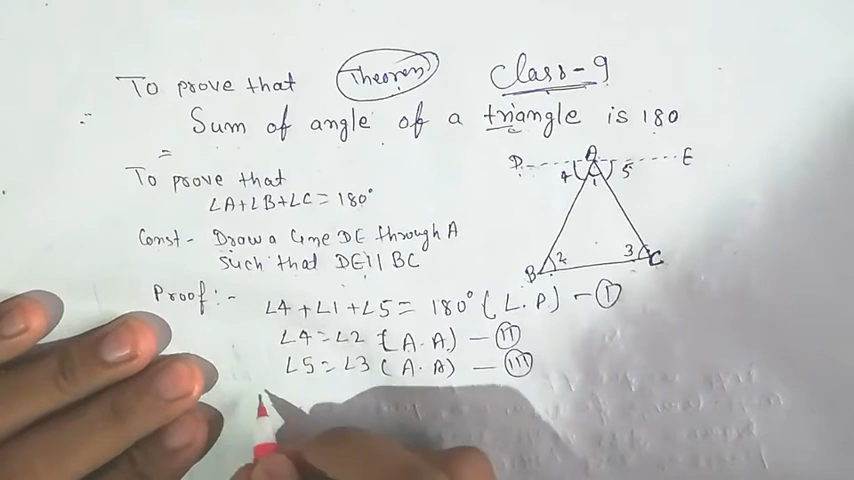 To prove that Theorem Class-9
Sum of angle of a triangle is 180
To prove that
∠A+∠B+∠C=180°
Const- Draw a line DE through A
such that DE || BC
Proof:- ∠4+∠1+∠5=180° (L.P) - (I)
∠4=∠2 (A.A) - (II)
∠5=∠3 (A.A) - (III)
D A E
4 1 5
B 2 3 C